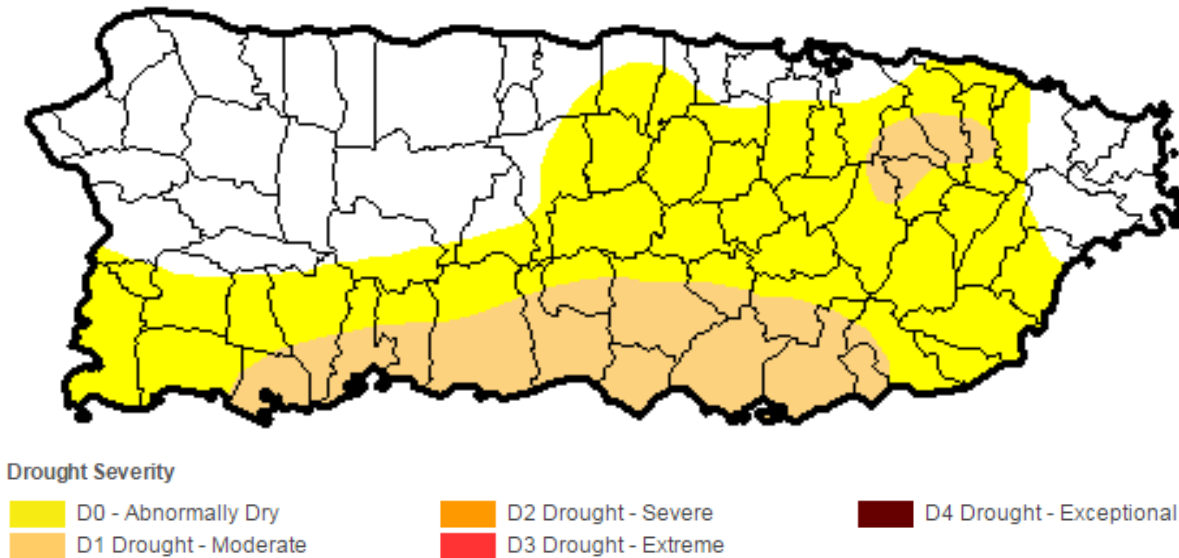 Drought Severity
D0 - Abnormally Dry
D2 Drought - Severe
D4 Drought - Exceptional
D1 Drought - Moderate
D3 Drought - Extreme